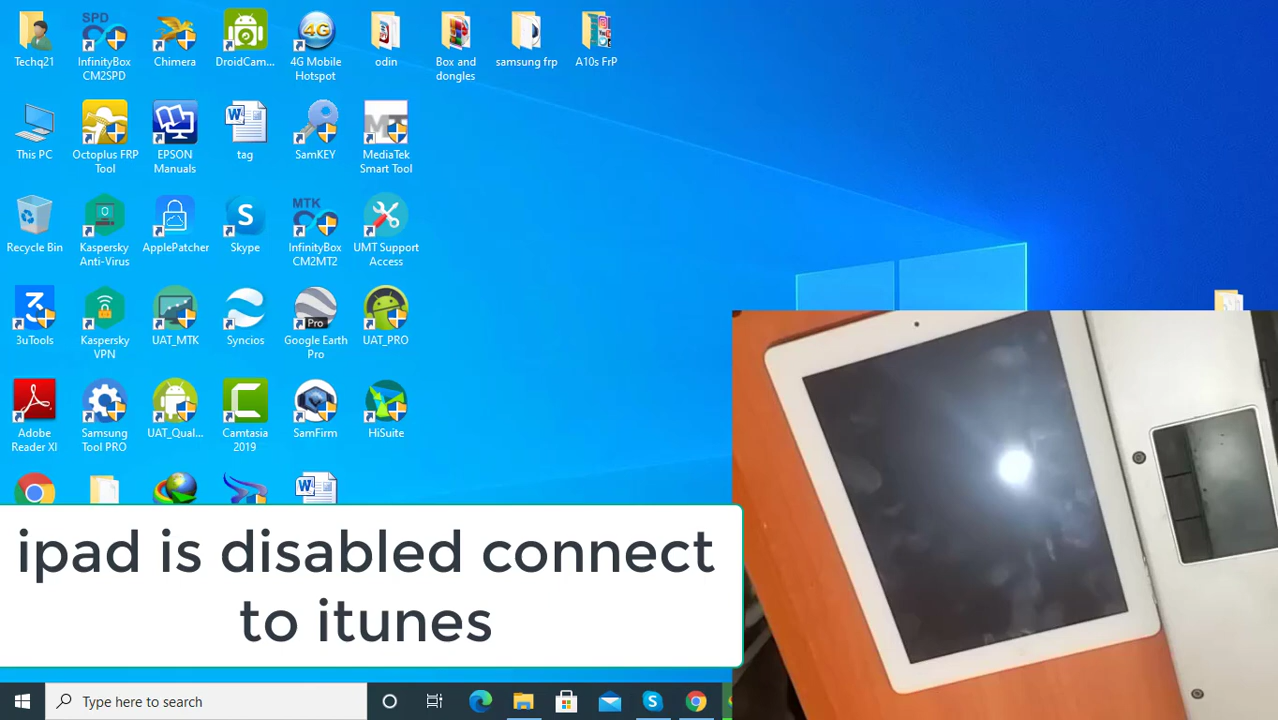 Techq21
InfinityBox
CM2SPD
Chimera
DroidCam...
4G
4G Mobile
Hotspot
odin
Box and
dongles
samsung frp
A10s FrP
This PC
Octoplus FRP
Tool
EPSON
Manuals
tag
SamKEY
MediaTek
Smart Tool
Recycle Bin
Kaspersky
Anti-Virus
ApplePatcher
Skype
MTK
InfinityBox
CM2MT2
UMT Support
Access
3uTools
Kaspersky
VPN
UAT_MTK
Syncios
Pro
Google Earth
Pro
UAT_PRO
Adobe
Reader XI
Samsung
Tool PRO
UAT_Qual...
Camtasia
2019
SamFirm
HiSuite
ipad is disabled connect
to itunes
Type here to search